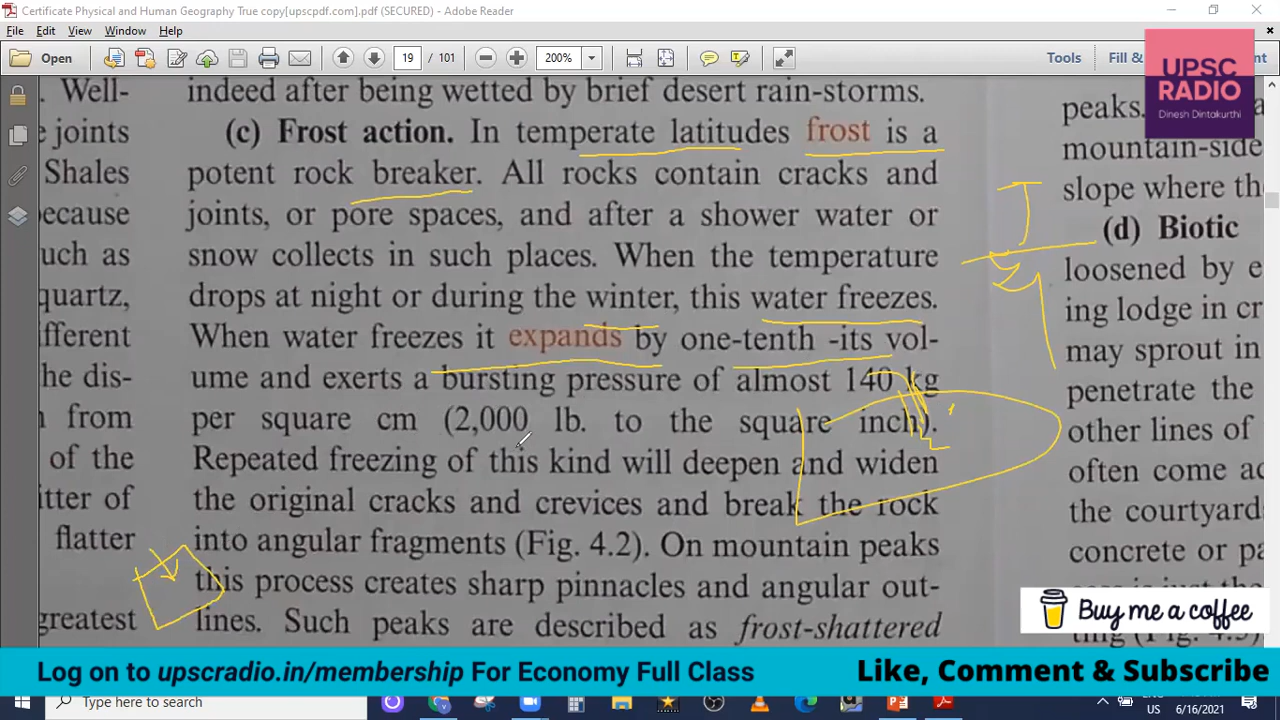 Certificate Physical and Human Geography True copy[upscpdf.com].pdf (SECURED) - Adobe Reader
File Edit View Window Help
Open 19 / 101 200% Tools Fill &
UPSC
RADIO
Dinesh Dintakurthi
. Well-
e joints
Shales
ecause
uch as
quartz,
ifferent
he dis-
n from
of the
itter of
flatter
greatest
indeed after being wetted by brief desert rain-storms.
(c) Frost action. In temperate latitudes frost is a
potent rock breaker. All rocks contain cracks and
joints, or pore spaces, and after a shower water or
snow collects in such places. When the temperature
drops at night or during the winter, this water freezes.
When water freezes it expands by one-tenth -its vol-
ume and exerts a bursting pressure of almost 140 kg
per square cm (2,000 lb. to the square inch).
Repeated freezing of this kind will deepen and widen
the original cracks and crevices and break the rock
into angular fragments (Fig. 4.2). On mountain peaks
this process creates sharp pinnacles and angular out-
lines. Such peaks are described as frost-shattered
peaks.
mountain-side
slope where th
(d) Biotic
loosened by e
ing lodge in cr
may sprout in
penetrate the
other lines of
often come ac
the courtyard
concrete or pa
Buy me a coffee
Log on to upscradio.in/membership For Economy Full Class
Like, Comment & Subscribe
Type here to search
US
6/16/2021